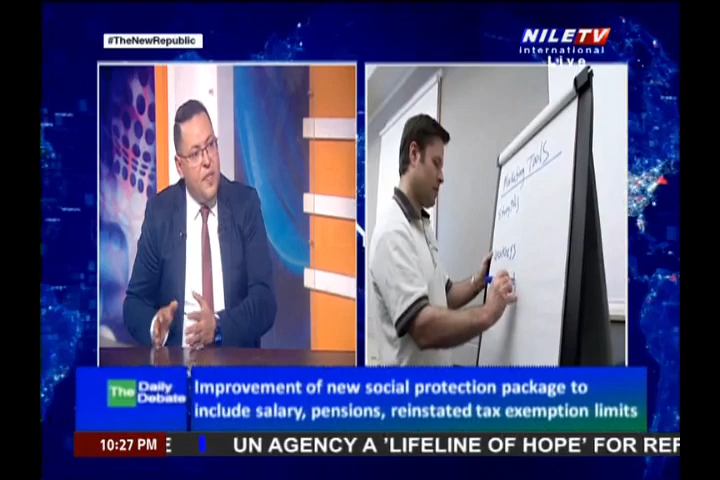 #TheNewRepublic
NILETV
international
Live
Marketing Tools
The Daily Debate
Improvement of new social protection package to
include salary, pensions, reinstated tax exemption limits
10:27 PM
UN AGENCY A 'LIFELINE OF HOPE' FOR REF